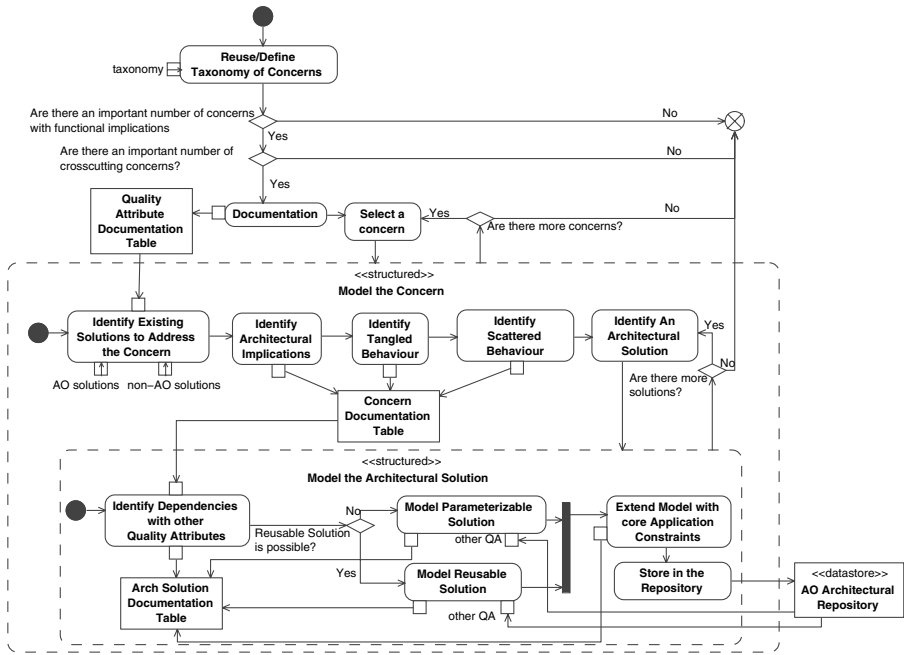 Reuse/Define
Taxonomy of Concerns
taxonomy
Are there an important number of concerns
with functional implications
No
Yes
Are there an important number of
crosscutting concerns?
No
Yes
Quality
Attribute
Documentation
Table
Documentation
Select a
concern
Yes
No
Are there more concerns?
<<structured>>
Model the Concern
Identify Existing
Solutions to Address
the Concern
Identify
Architectural
Implications
Identify
Tangled
Behaviour
Identify
Scattered
Behaviour
Identify An
Architectural
Solution
Yes
No
AO solutions
non-AO solutions
Are there more
solutions?
Concern
Documentation
Table
<<structured>>
Model the Architectural Solution
Identify Dependencies
with other
Quality Attributes
No
Reusable Solution
is possible?
Yes
Model Parameterizable
Solution
other QA
Extend Model with
core Application
Constraints
Model Reusable
Solution
other QA
Store in the
Repository
Arch Solution
Documentation
Table
<<datastore>>
AO Architectural
Repository